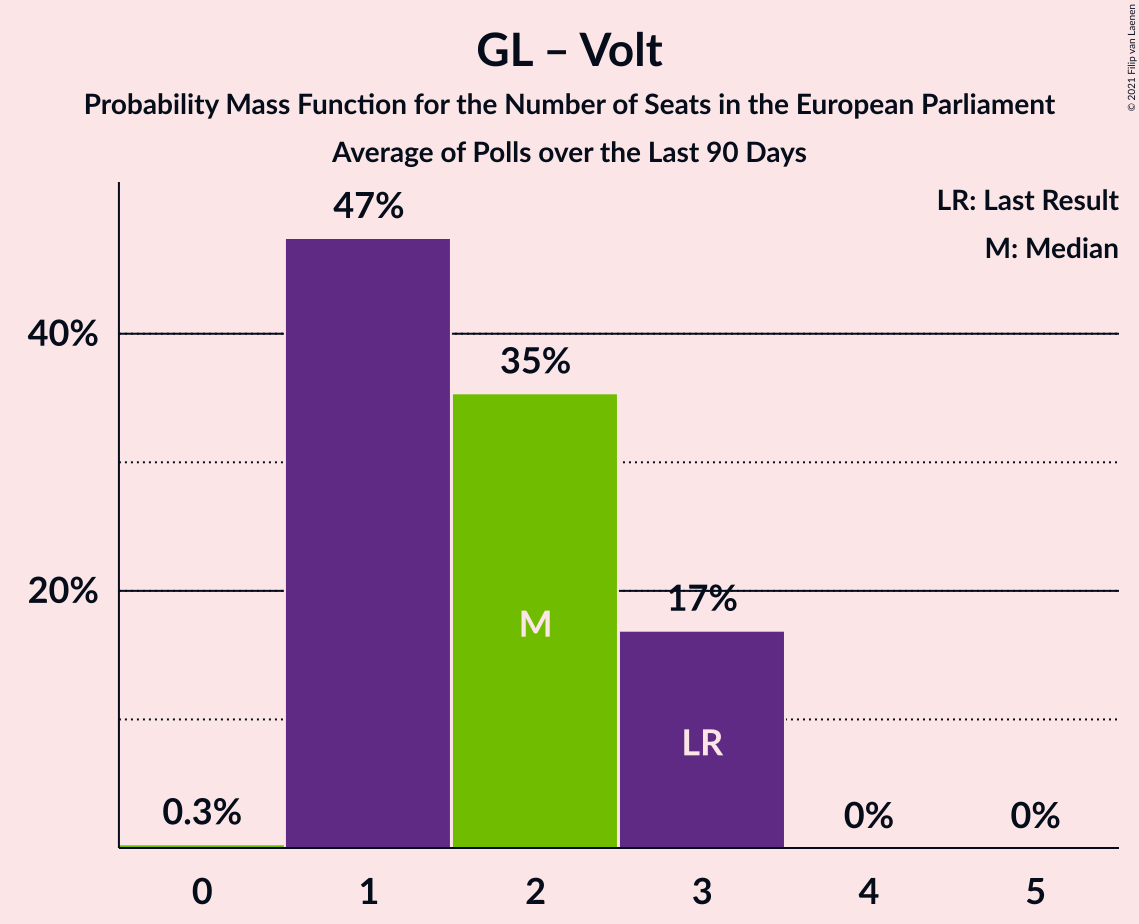 GL – Volt
Probability Mass Function for the Number of Seats in the European Parliament
Average of Polls over the Last 90 Days
© 2021 Filip van Laenen
LR: Last Result
M: Median
47%
40%
35%
20%
17%
M
LR
0.3%
0%
0%
0 1 2 3 4 5